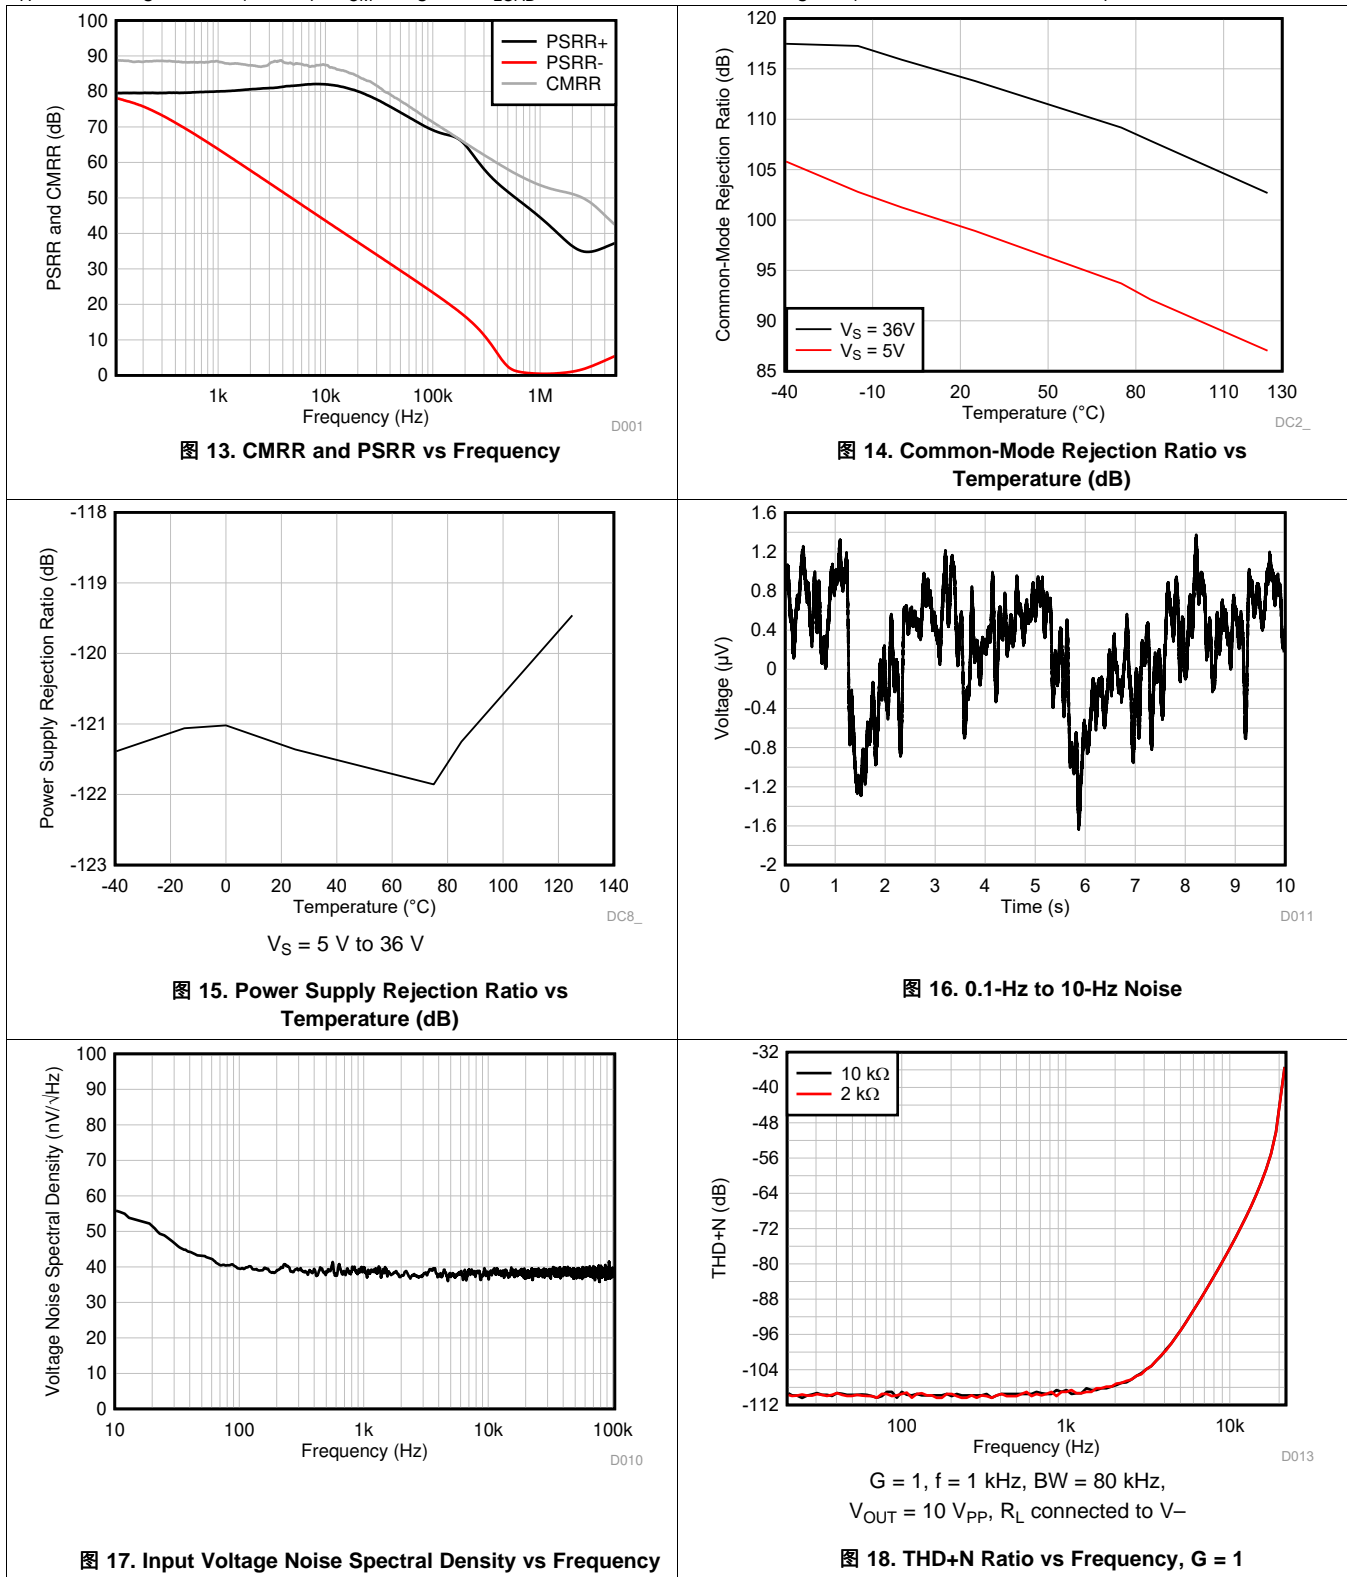 100
90
80
70
60
50
40
30
20
10
0
PSRR and CMRR (dB)
PSRR+
PSRR-
CMRR
1k 10k 100k 1M
Frequency (Hz)
D001
图 13. CMRR and PSRR vs Frequency
120
115
110
105
100
95
90
85
Common-Mode Rejection Ratio (dB)
VS = 36V
VS = 5V
-40 -10 20 50 80 110 130
Temperature (°C)
DC2_
图 14. Common-Mode Rejection Ratio vs
Temperature (dB)
-118
-119
-120
-121
-122
-123
Power Supply Rejection Ratio (dB)
-40 -20 0 20 40 60 80 100 120 140
Temperature (°C)
DC8_
VS = 5 V to 36 V
图 15. Power Supply Rejection Ratio vs
Temperature (dB)
1.6
1.2
0.8
0.4
0
-0.4
-0.8
-1.2
-1.6
-2
Voltage (µV)
0 1 2 3 4 5 6 7 8 9 10
Time (s)
D011
图 16. 0.1-Hz to 10-Hz Noise
100
90
80
70
60
50
40
30
20
10
0
Voltage Noise Spectral Density (nV/√Hz)
10 100 1k 10k 100k
Frequency (Hz)
D010
图 17. Input Voltage Noise Spectral Density vs Frequency
-32
-40
-48
-56
-64
-72
-80
-88
-96
-104
-112
THD+N (dB)
10 kΩ
2 kΩ
100 1k 10k
Frequency (Hz)
D013
G = 1, f = 1 kHz, BW = 80 kHz,
VOUT = 10 VPP, RL connected to V–
图 18. THD+N Ratio vs Frequency, G = 1